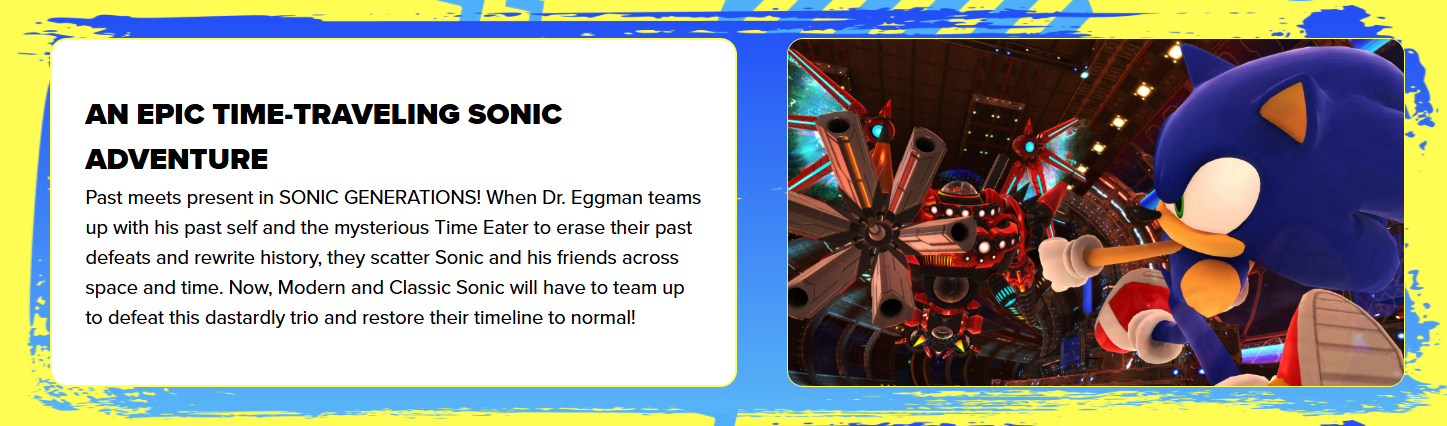 AN EPIC TIME-TRAVELING SONIC
ADVENTURE
Past meets present in SONIC GENERATIONS! When Dr. Eggman teams
up with his past self and the mysterious Time Eater to erase their past
defeats and rewrite history, they scatter Sonic and his friends across
space and time. Now, Modern and Classic Sonic will have to team up
to defeat this dastardly trio and restore their timeline to normal!